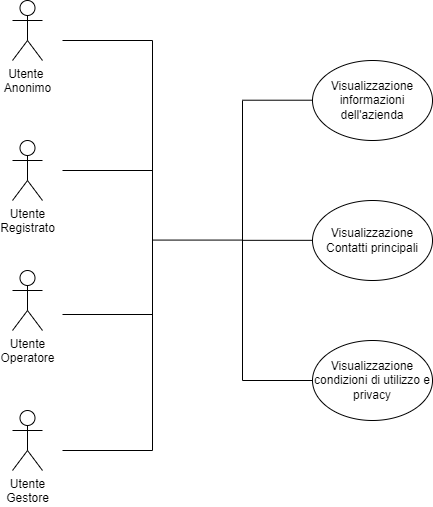 Utente
Anonimo
Visualizzazione
informazioni
dell'azienda
Utente
Registrato
Visualizzazione
Contatti principali
Utente
Operatore
Visualizzazione
condizioni di utilizzo e
privacy
Utente
Gestore